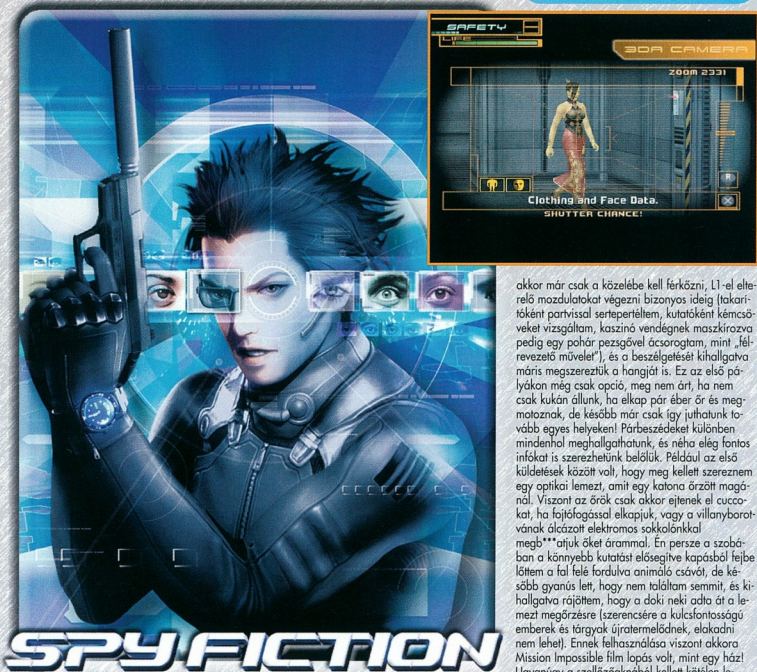 SAFETY
LIFE
3DA CAMERA
ZOOM 2331
R
Clothing and Face Data.
SHUTTER CHANCE!
SPY FICTION
akkor már csak a közelébe kell férkőzni, L1-el elte-
relő mozdulatokat végezni bizonyos ideig (takarí-
tóként partvissal sertepertéltem, kutatóként kémcsö-
veket vizsgáltam, kaszinó vendégnek maszkírozva
pedig egy pohár pezsgővel ácsorogtam, mint „fél-
revezető művelet"), és a beszélgetését kihallgatva
máris megszereztük a hangját is. Ez az első pá-
lyákon még csak opció, meg nem árt, ha nem
csak kukán állunk, ha elkap pár éber őr és meg-
motoznak, de később már csak így juthatunk to-
vább egyes helyeken! Párbeszédeket különben
mindenhol meghallgathatunk, és néha elég fontos
infókat is szerezhetünk belőlük. Például az első
küldetések között volt, hogy meg kellett szereznem
egy optikai lemezt, amit egy katona őrzött magá-
nál. Viszont az őrök csak akkor ejtenek el cucco-
kat, ha fojtófogással elkapjuk, vagy a villanyborot-
vának álcázott elektromos sokkolónkkal
megb***atjuk őket árammal. Én persze a szobá-
ban a könnyebb kutatást elősegítve kapásból fejbe
lőttem a fal felé fordulva animáló csávót, de ké-
sőbb gyanús lett, hogy nem találtam semmit, és ki-
hallgatva rájöttem, hogy a doki neki adta át a le-
mezt megőrzésre (szerencsére a kulcsfontosságú
emberek és tárgyak újratermelődnek, elakadni
nem lehet). Ennek felhasználása viszont akkora
Mission Impossible film lopás volt, mint egy ház!